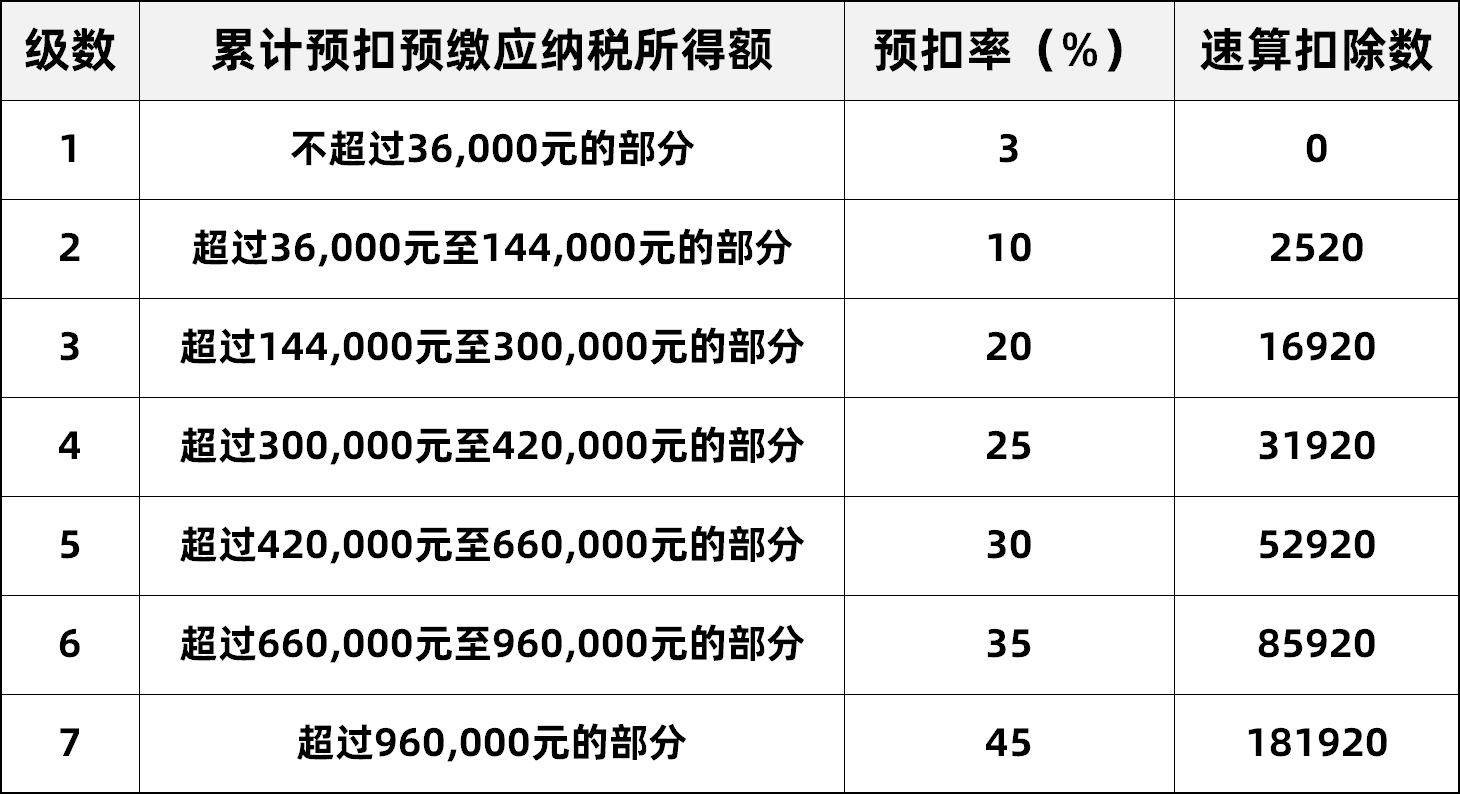 级数 累计预扣预缴应纳税所得额 预扣率（%） 速算扣除数
1 不超过36,000元的部分 3 0
2 超过36,000元至144,000元的部分 10 2520
3 超过144,000元至300,000元的部分 20 16920
4 超过300,000元至420,000元的部分 25 31920
5 超过420,000元至660,000元的部分 30 52920
6 超过660,000元至960,000元的部分 35 85920
7 超过960,000元的部分 45 181920